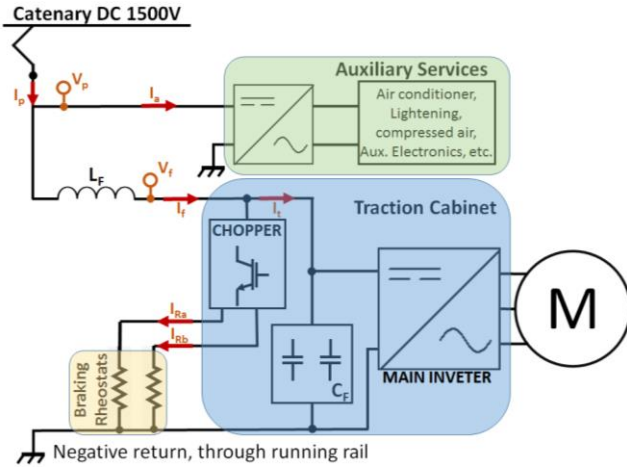 Catenary DC 1500V
Auxiliary Services
Air conditioner,
Lightening,
compressed air,
Aux. Electronics, etc.
Vp
Ip
Ia
LF
Vf
If
It
Traction Cabinet
CHOPPER
IRa
IRb
Braking
Rheostats
CF
MAIN INVETER
M
Negative return, through running rail